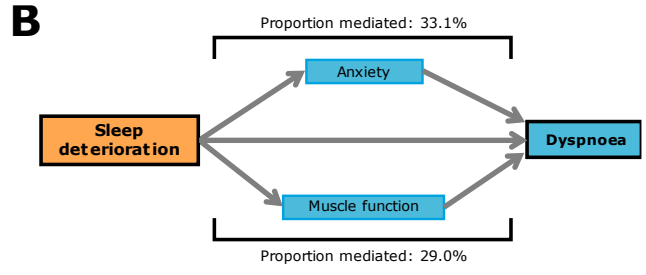 B
Proportion mediated: 33.1%
Anxiety
Sleep
deterioration
Dyspnoea
Muscle function
Proportion mediated: 29.0%